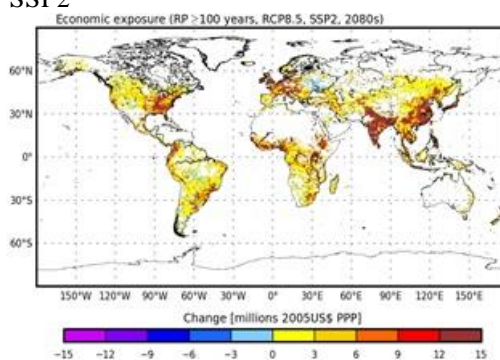 SSP2
Economic exposure (RP ≥100 years, RCP8.5, SSP2, 2080s)
60°N
30°N
0°
30°S
60°S
150°W 120°W 90°W 60°W 30°W 0° 30°E 60°E 90°E 120°E 150°E
Change [millions 2005US$ PPP]
−15 −12 −9 −6 −3 0 3 6 9 12 15